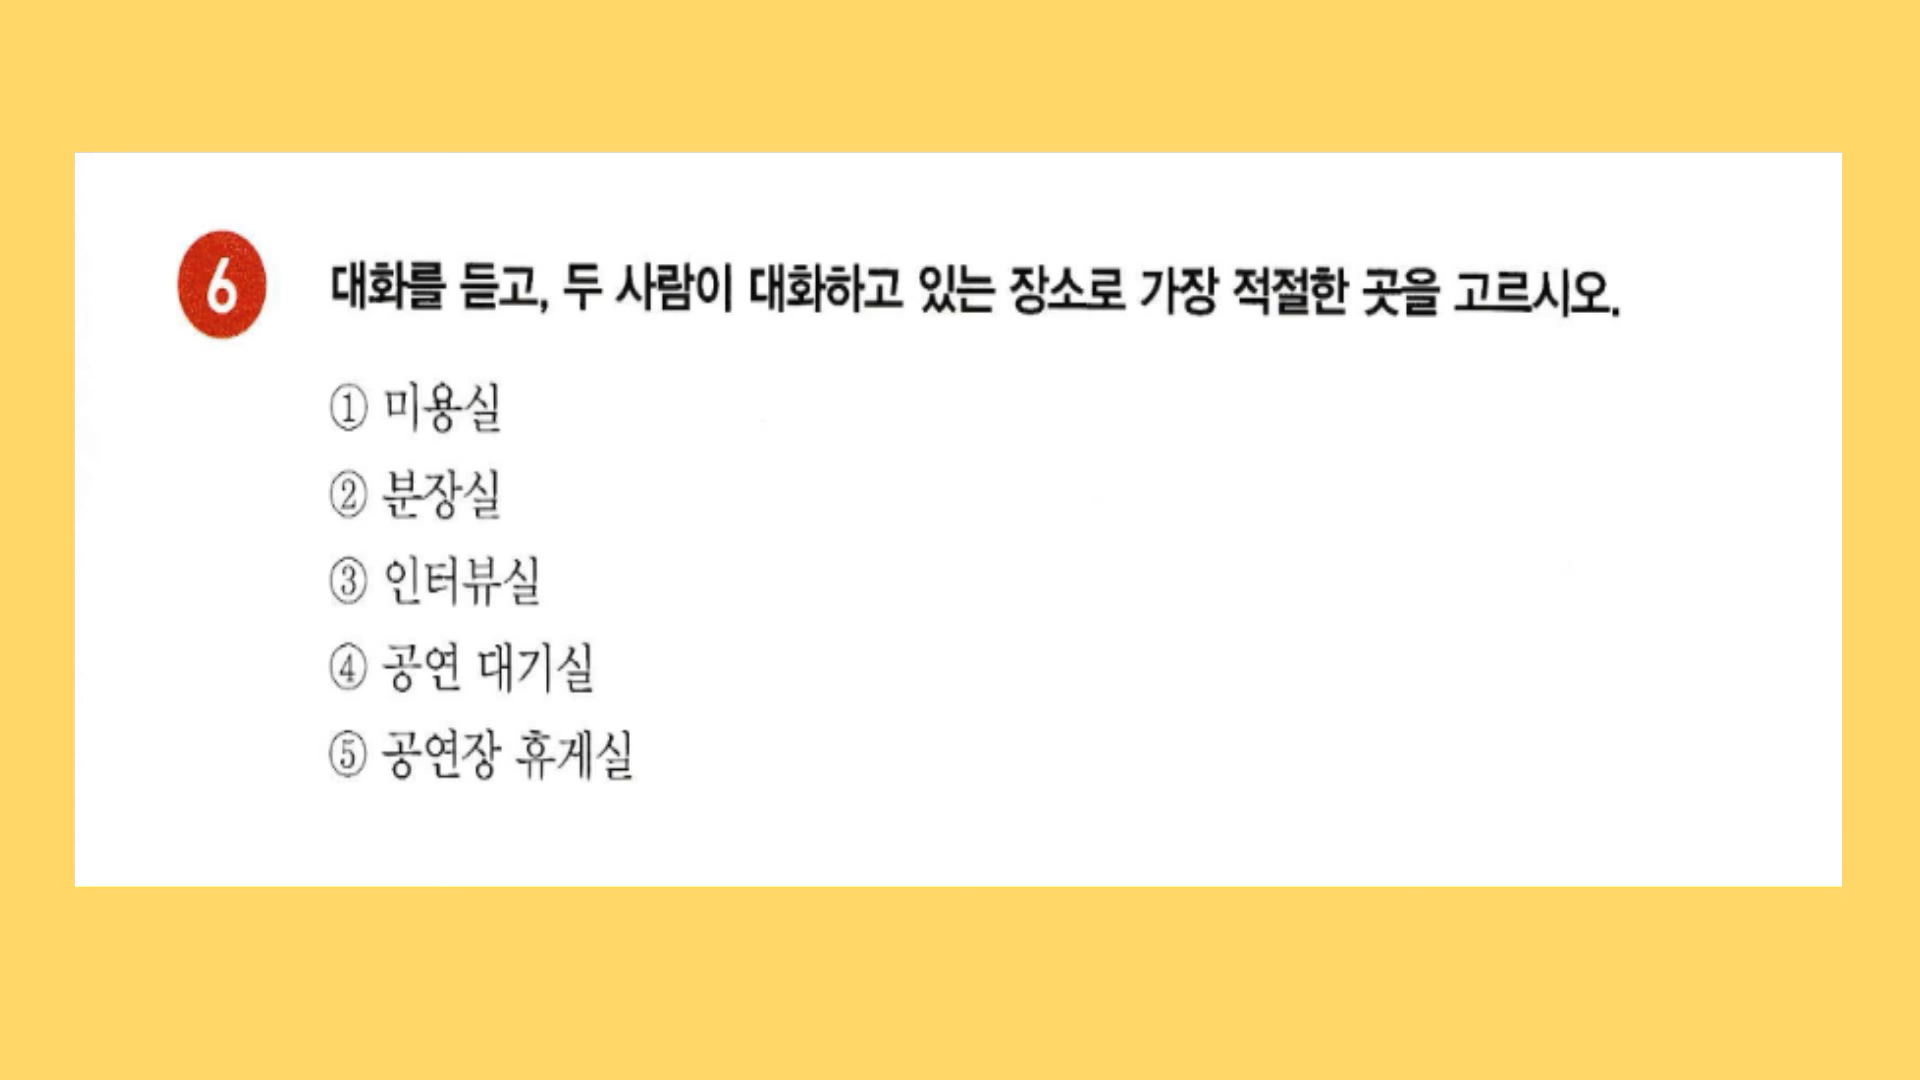 6 대화를 듣고, 두 사람이 대화하고 있는 장소로 가장 적절한 곳을 고르시오.
① 미용실
② 분장실
③ 인터뷰실
④ 공연 대기실
⑤ 공연장 휴게실